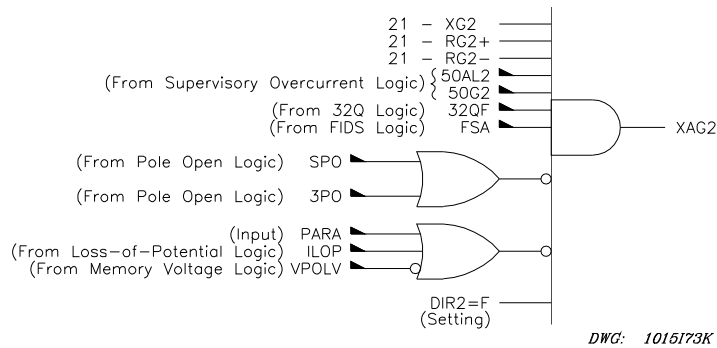 21 - XG2
21 - RG2+
21 - RG2-
(From Supervisory Overcurrent Logic) { 50AL2
50G2
(From 32Q Logic) 32QF
(From FIDS Logic) FSA
XAG2
(From Pole Open Logic) SPO
(From Pole Open Logic) 3PO
(Input) PARA
(From Loss-of-Potential Logic) ILOP
(From Memory Voltage Logic) VPOLV
DIR2=F
(Setting)
DWG: 1015I73K